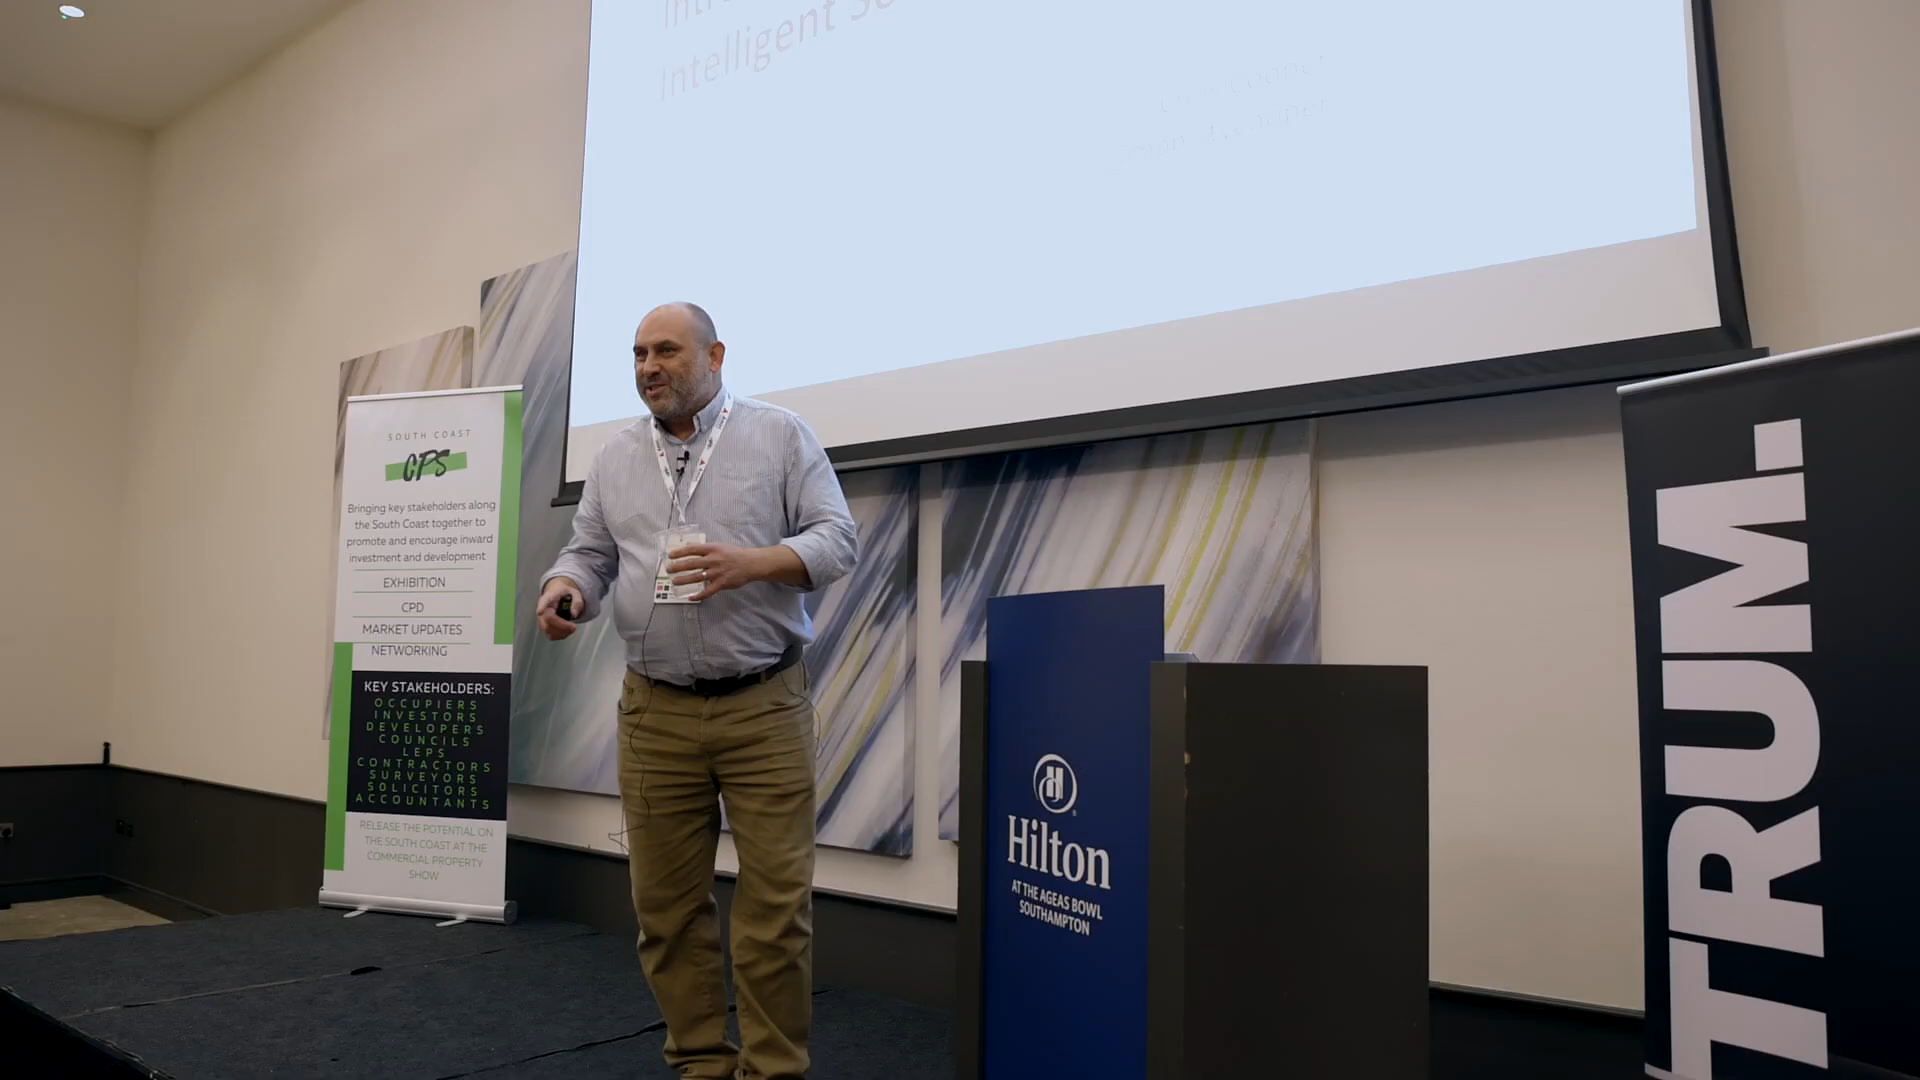 Intelligent
SOUTH COAST
CPS
Bringing key stakeholders along
the South Coast together to
promote and encourage inward
investment and development
EXHIBITION
CPD
MARKET UPDATES
NETWORKING
KEY STAKEHOLDERS:
OCCUPIERS
INVESTORS
DEVELOPERS
COUNCILS
LEPS
CONTRACTORS
SURVEYORS
SOLICITORS
ACCOUNTANTS
RELEASE THE POTENTIAL ON
THE SOUTH COAST AT THE
COMMERCIAL PROPERTY
SHOW
Hilton
AT THE AGEAS BOWL
SOUTHAMPTON
TRUM.